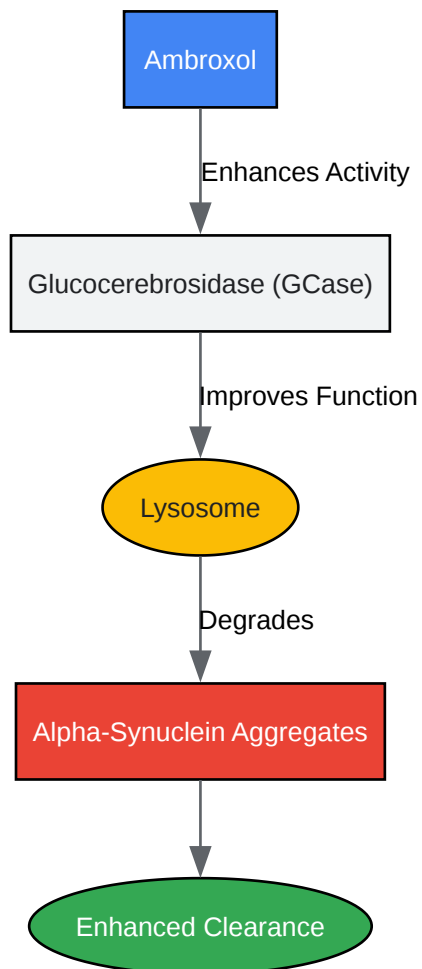 Ambroxol
Enhances Activity
Glucocerebrosidase (GCase)
Improves Function
Lysosome
Degrades
Alpha-Synuclein Aggregates
Enhanced Clearance